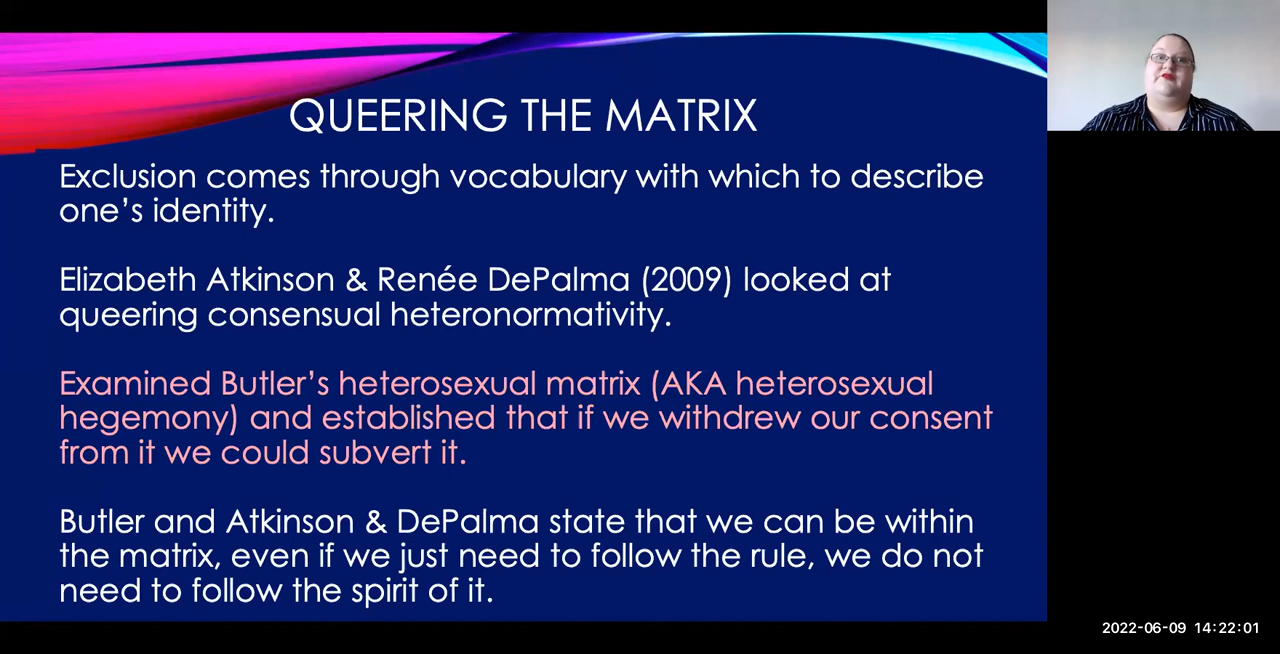 QUEERING THE MATRIX
Exclusion comes through vocabulary with which to describe
one’s identity.
Elizabeth Atkinson & Renée DePalma (2009) looked at
queering consensual heteronormativity.
Examined Butler’s heterosexual matrix (AKA heterosexual
hegemony) and established that if we withdrew our consent
from it we could subvert it.
Butler and Atkinson & DePalma state that we can be within
the matrix, even if we just need to follow the rule, we do not
need to follow the spirit of it.
2022-06-09 14:22:01